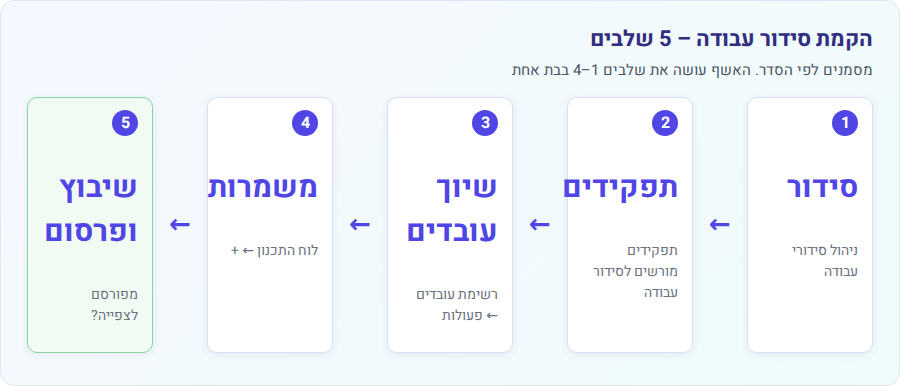 הקמת סידור עבודה – 5 שלבים
מסמנים לפי הסדר. האשף עושה את שלבים 1–4 בבת אחת
1
סידור
ניהול סידורי
עבודה
←
2
תפקידים
תפקידים
מורשים לסידור
עבודה
←
3
שיוך
עובדים
רשימת עובדים
← פעולות
←
4
משמרות
לוח התכנון ← +
←
5
שיבוץ
ופרסום
מפורסם
לצפייה?